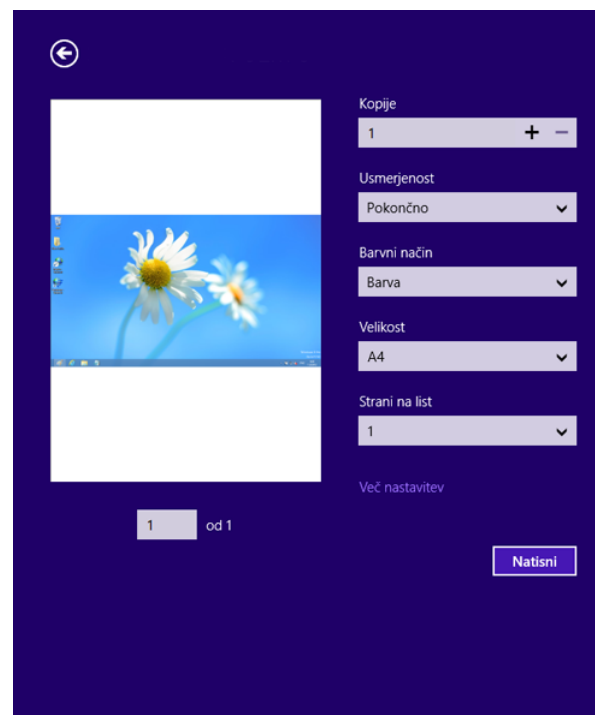 Kopije
1
Usmerjenost
Pokončno
Barvni način
Barva
Velikost
A4
Strani na list
1
Več nastavitev
1 od 1
Natisni